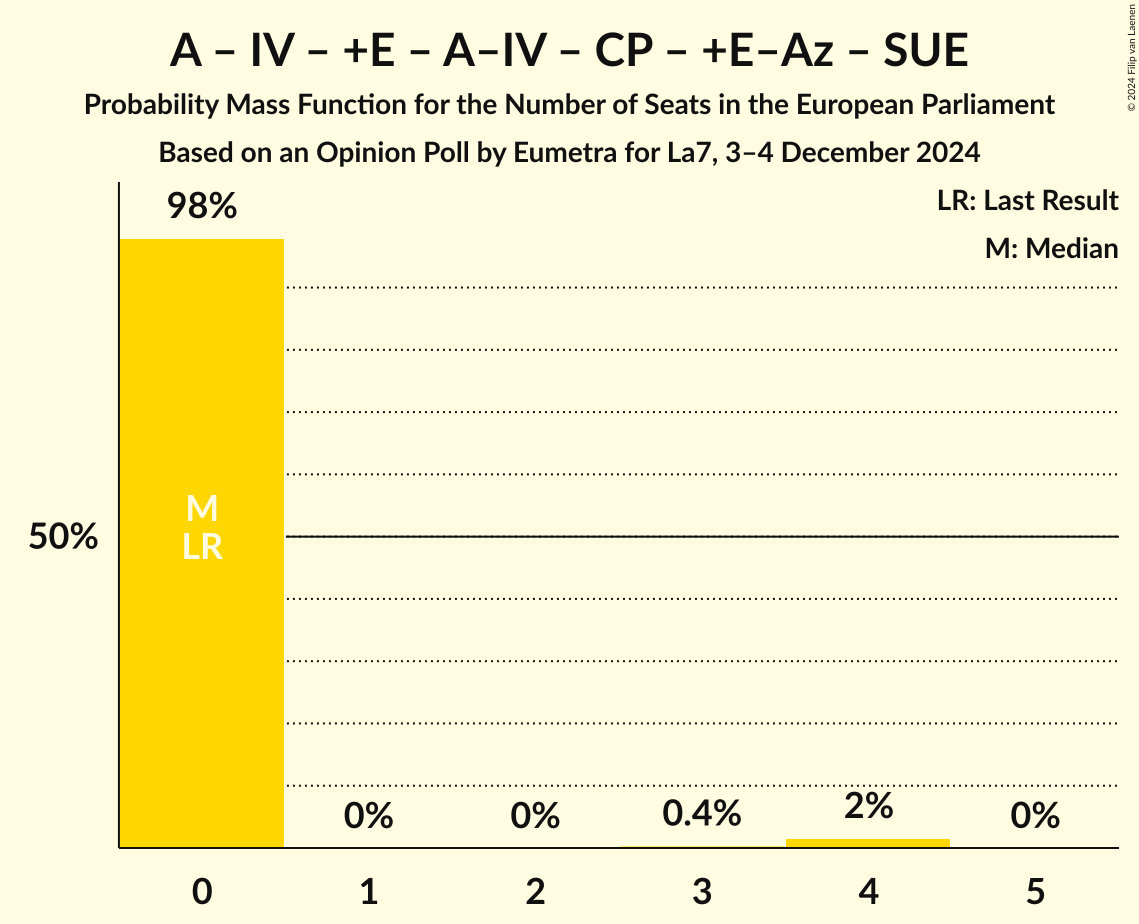 A – IV – +E – A–IV – CP – +E–Az – SUE
Probability Mass Function for the Number of Seats in the European Parliament
Based on an Opinion Poll by Eumetra for La7, 3–4 December 2024
© 2024 Filip van Laenen
LR: Last Result
M: Median
98%
M
LR
50%
0% 0% 0.4% 2% 0%
0 1 2 3 4 5